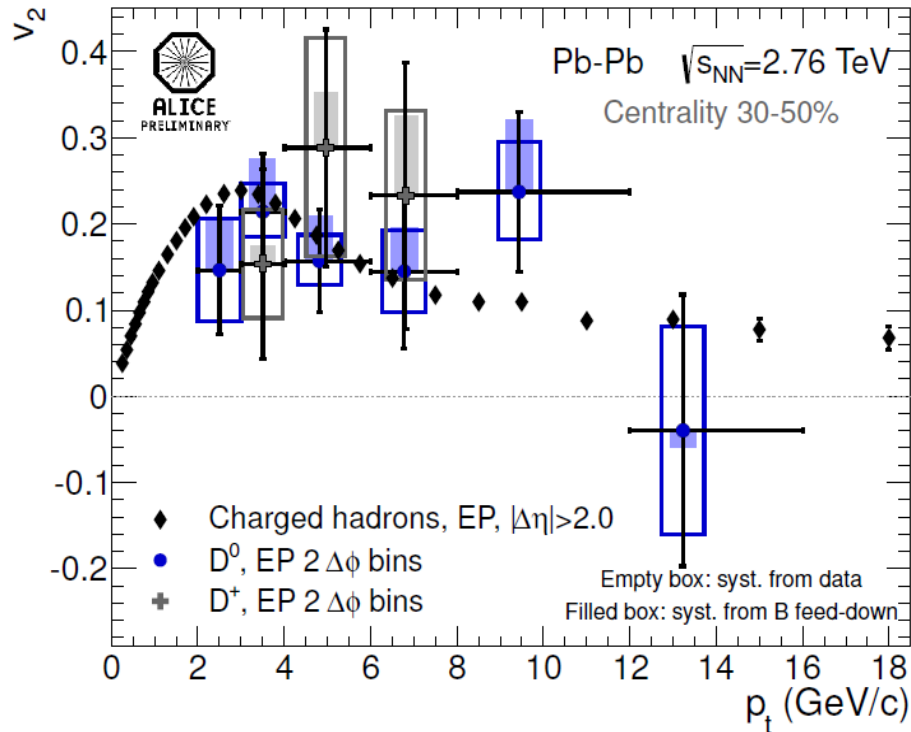 v₂
0.4
0.3
0.2
0.1
0
-0.1
-0.2
ALICE
PRELIMINARY
Pb-Pb √sNN=2.76 TeV
Centrality 30-50%
Charged hadrons, EP, |Δη|>2.0
D⁰, EP 2 Δϕ bins
D⁺, EP 2 Δϕ bins
Empty box: syst. from data
Filled box: syst. from B feed-down
0 2 4 6 8 10 12 14 16 18
pt (GeV/c)